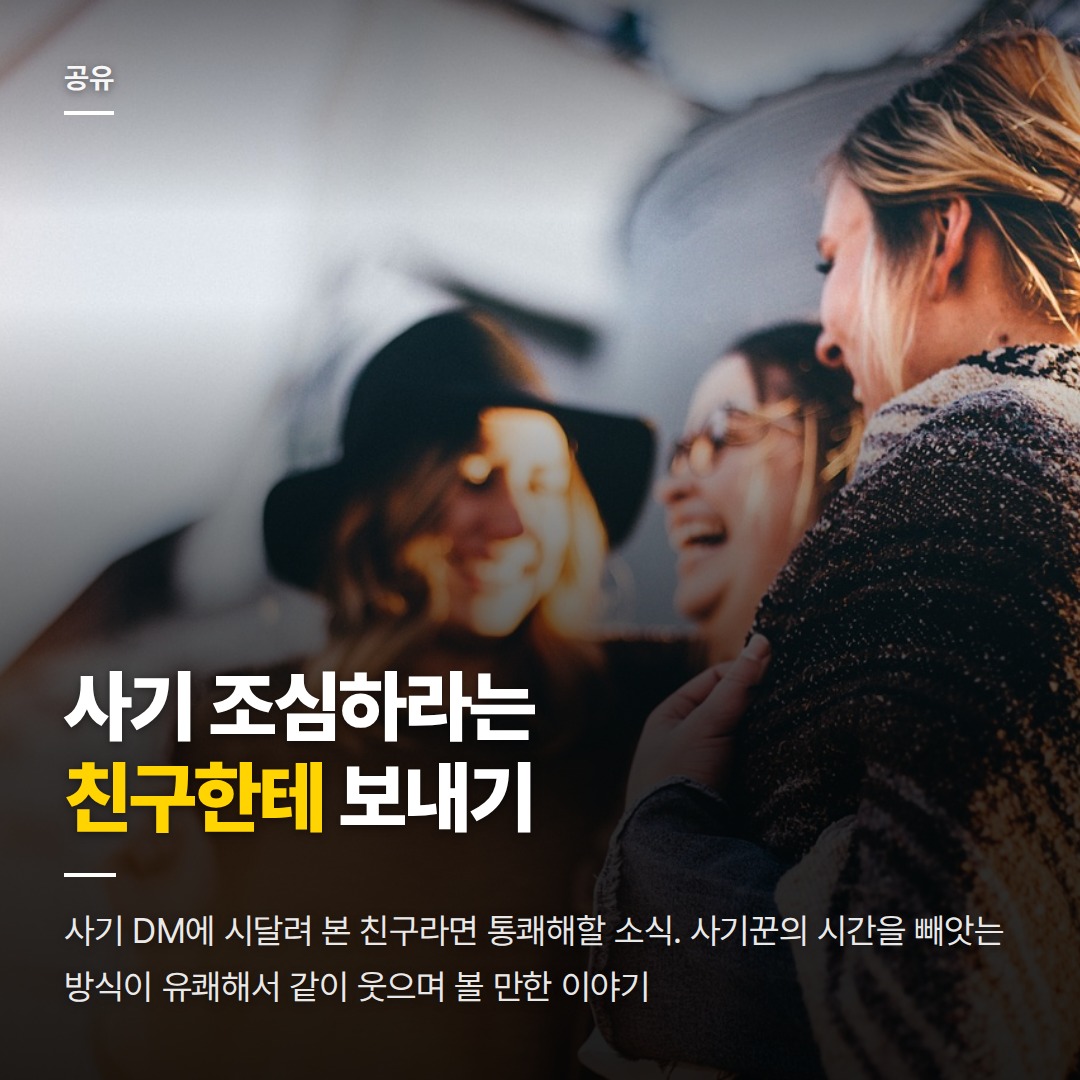 공유
사기 조심하라는
친구한테 보내기
사기 DM에 시달려 본 친구라면 통쾌해할 소식. 사기꾼의 시간을 빼앗는
방식이 유쾌해서 같이 웃으며 볼 만한 이야기